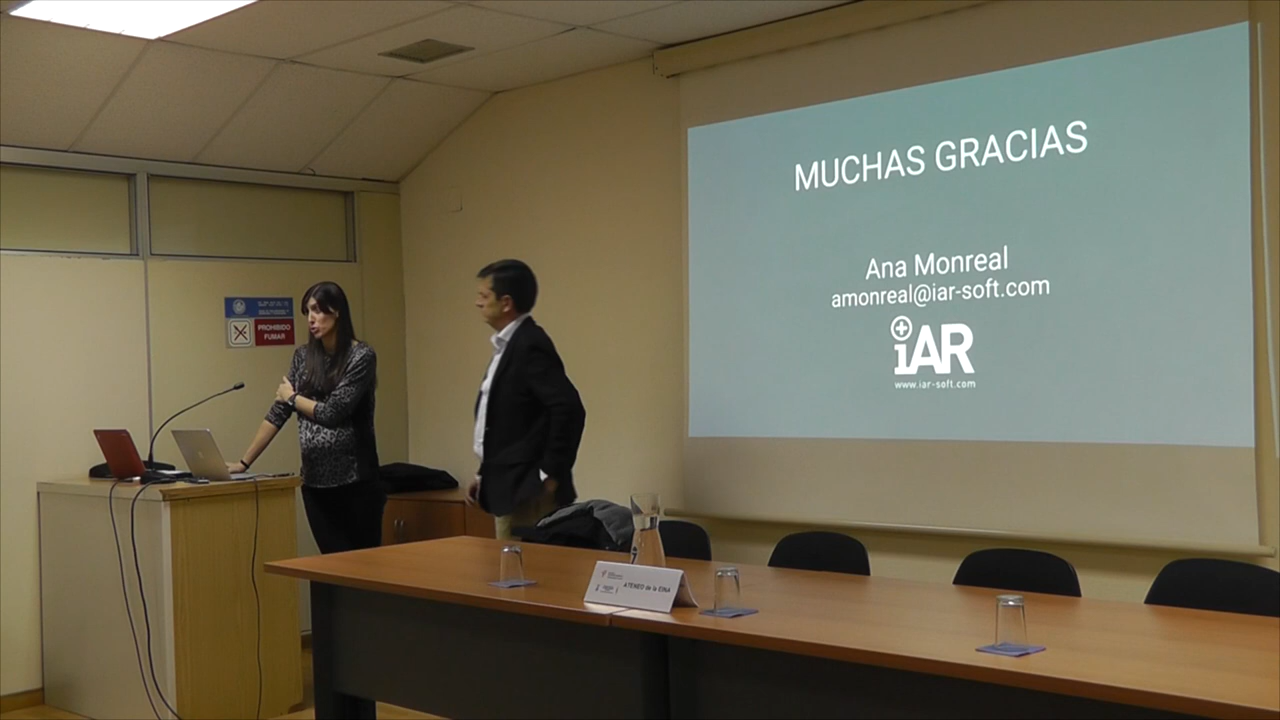 MUCHAS GRACIAS
Ana Monreal
amonreal@iar-soft.com
iAR
www.iar-soft.com
PROHIBIDO
FUMAR
ATENEO de la EINA